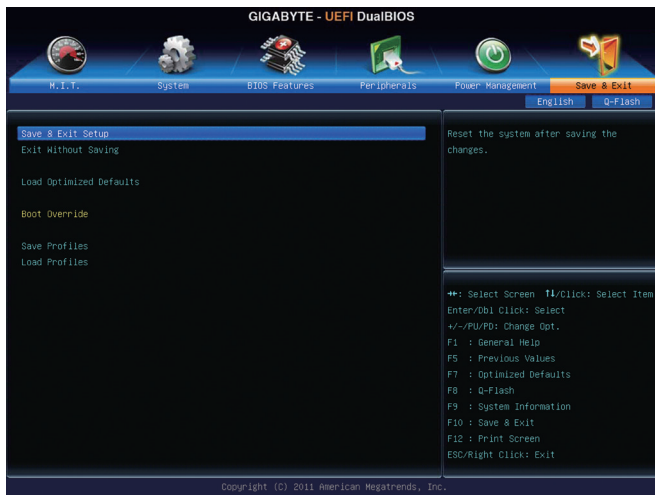 GIGABYTE - UEFI DualBIOS
M.I.T.
System
BIOS Features
Peripherals
Power Management
Save & Exit
English
Q-Flash
Save & Exit Setup
Exit Without Saving
Load Optimized Defaults
Boot Override
Save Profiles
Load Profiles
Reset the system after saving the
changes.
→←: Select Screen ↑↓/Click: Select Item
Enter/Dbl Click: Select
+/-/PU/PD: Change Opt.
F1 : General Help
F5 : Previous Values
F7 : Optimized Defaults
F8 : Q-Flash
F9 : System Information
F10 : Save & Exit
F12 : Print Screen
ESC/Right Click: Exit
Copyright (C) 2011 American Megatrends, Inc.